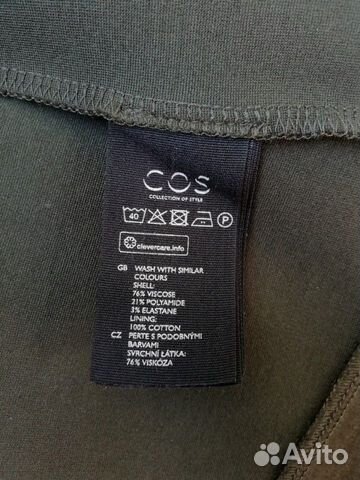 COS
COLLECTION OF STYLE
40 P
clevercare.info
GB WASH WITH SIMILAR
COLOURS
SHELL:
76% VISCOSE
21% POLYAMIDE
3% ELASTANE
LINING:
100% COTTON
CZ PERTE S PODOBNÝMI
BARVAMI
SVRCHNÍ LÁTKA:
76% VISKÓZA
Avito